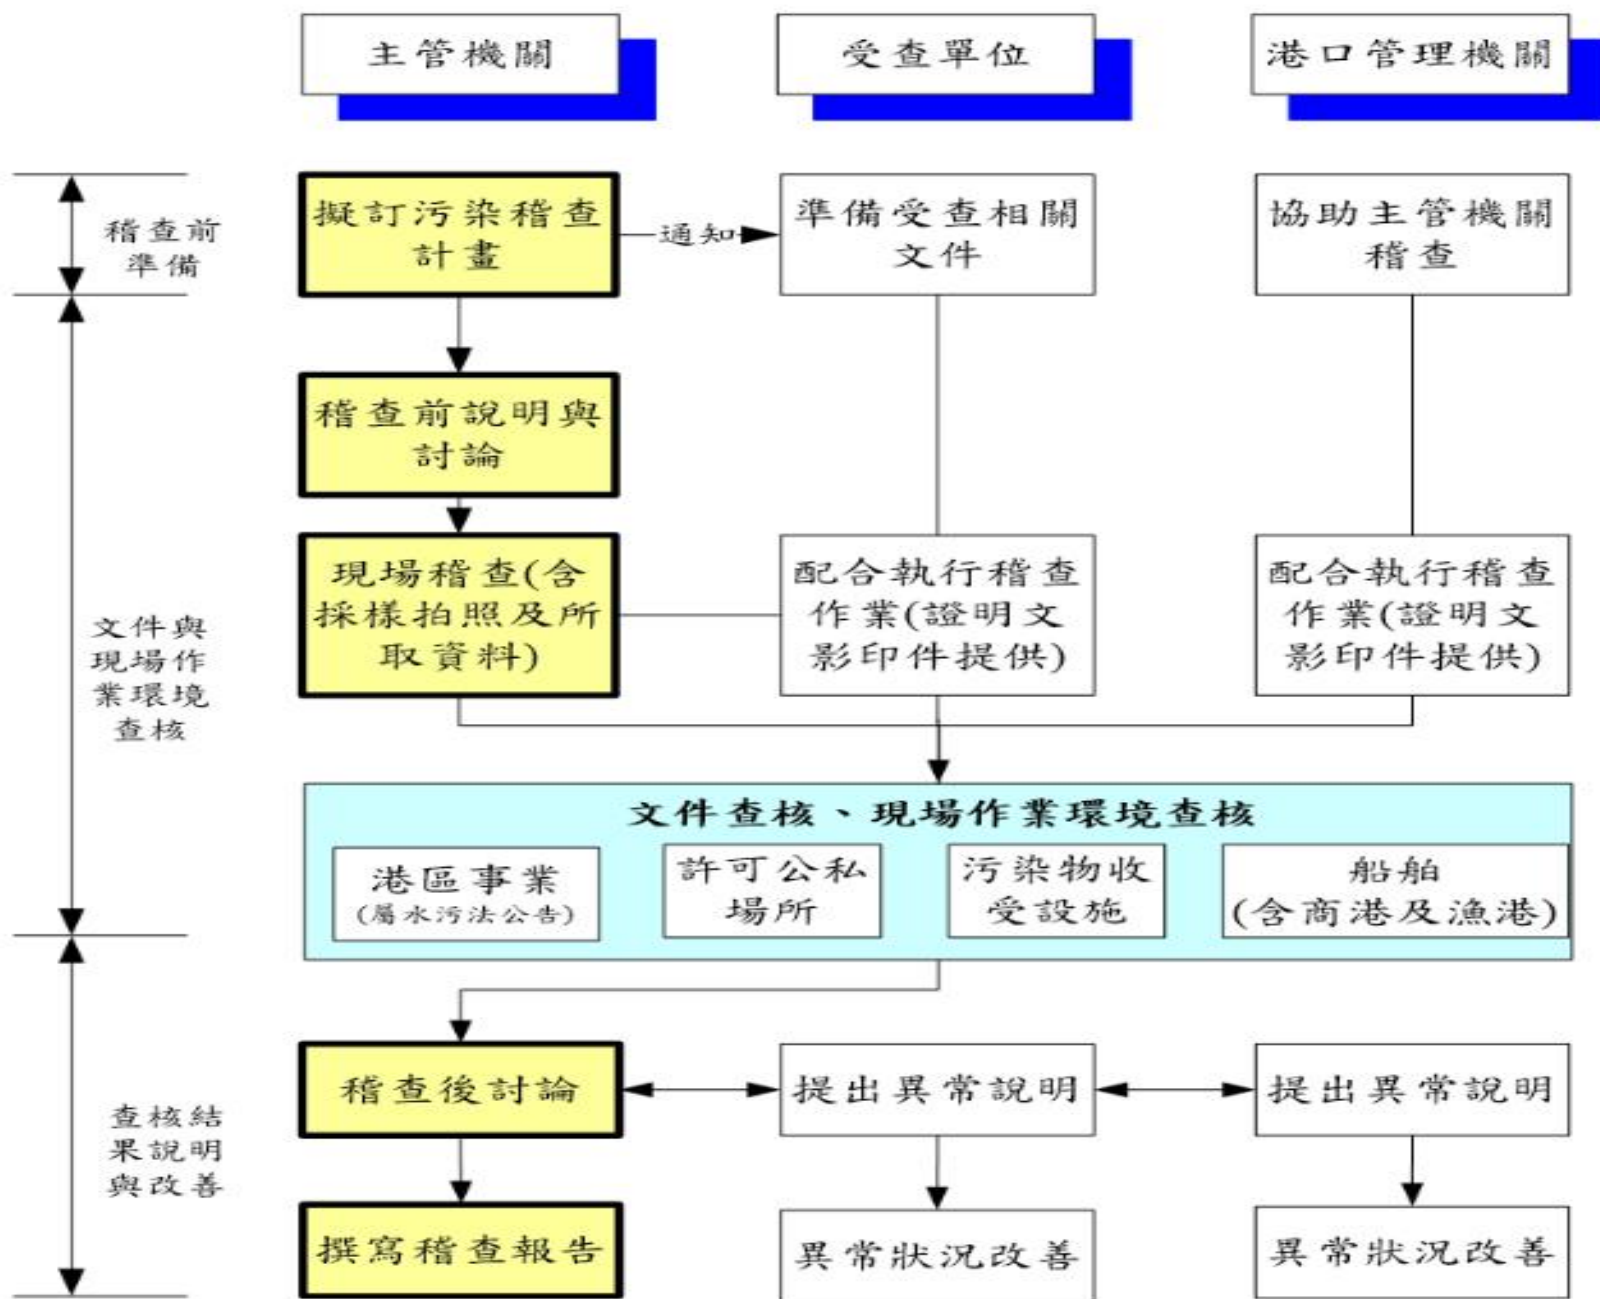 主管機關
受查單位
港口管理機關
稽查前
準備
擬訂污染稽查
計畫
通知
準備受查相關
文件
協助主管機關
稽查
稽查前說明與
討論
文件與
現場作
業環境
查核
現場稽查(含
採樣拍照及所
取資料)
配合執行稽查
作業(證明文
影印件提供)
配合執行稽查
作業(證明文
影印件提供)
文件查核、現場作業環境查核
港區事業
(屬水污法公告)
許可公私
場所
污染物收
受設施
船舶
(含商港及漁港)
查核結
果說明
與改善
稽查後討論
提出異常說明
提出異常說明
撰寫稽查報告
異常狀況改善
異常狀況改善